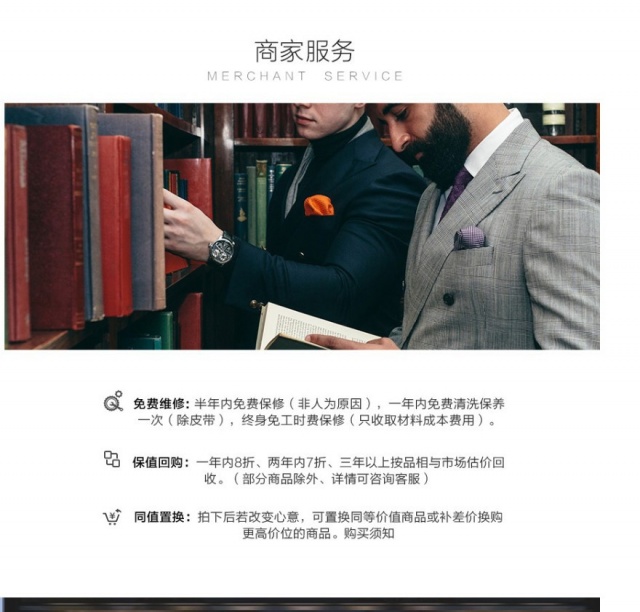 商家服务
MERCHANT SERVICE
免费维修：半年内免费保修（非人为原因），一年内免费清洗保养
一次（除皮带），终身免工时费保修（只收取材料成本费用）。
保值回购：一年内8折、两年内7折、三年以上按品相与市场估价回
收。（部分商品除外、详情可咨询客服）
同值置换：拍下后若改变心意，可置换同等价值商品或补差价换购
更高价位的商品。购买须知